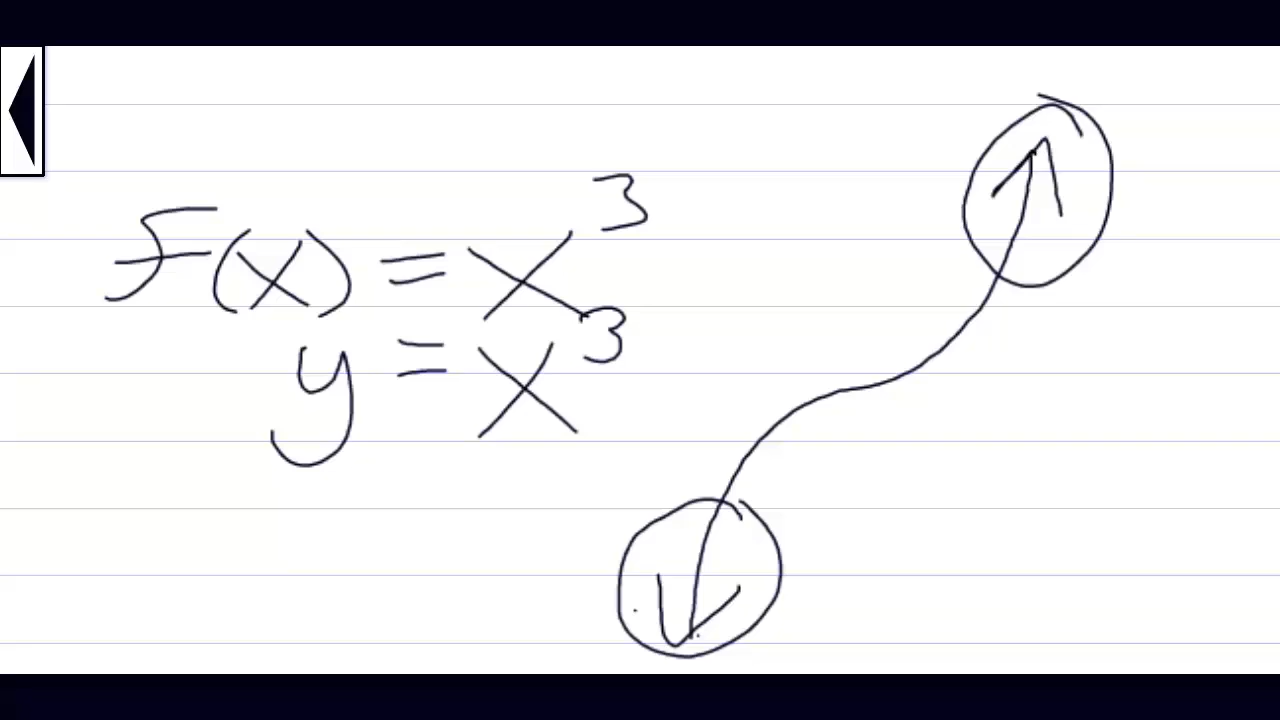 F(x) = x³
y = x³